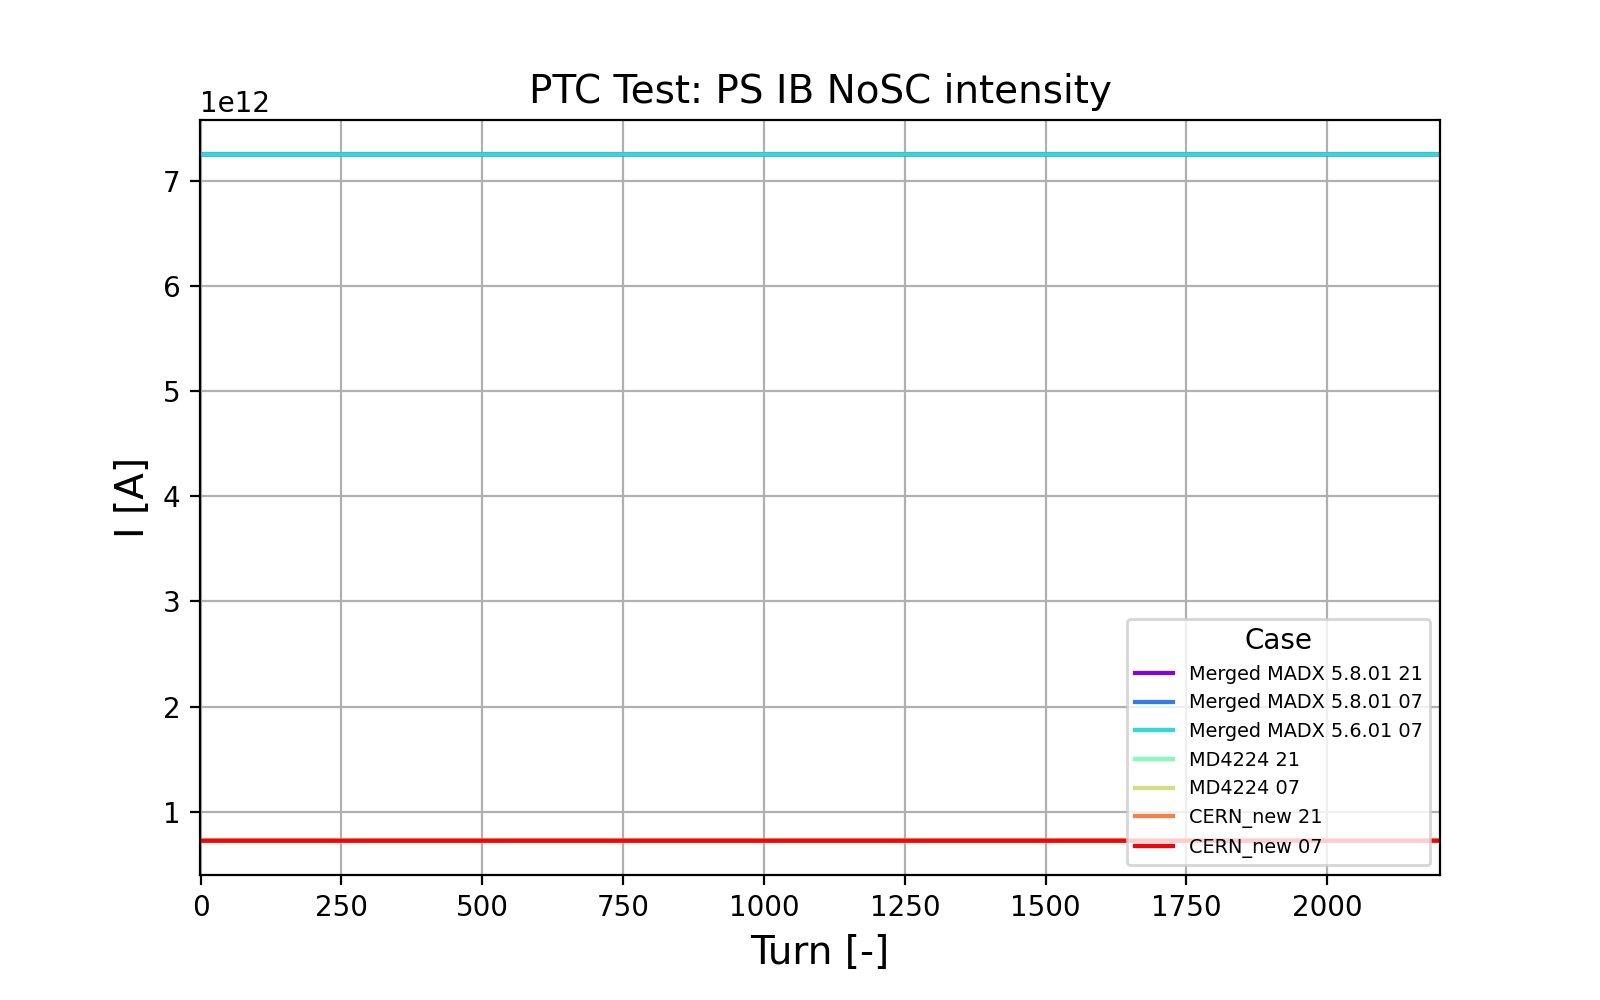 PTC Test: PS IB NoSC intensity
1e12
7
6
5
4
3
2
1
I [A]
Case
Merged MADX 5.8.01 21
Merged MADX 5.8.01 07
Merged MADX 5.6.01 07
MD4224 21
MD4224 07
CERN_new 21
CERN_new 07
0 250 500 750 1000 1250 1500 1750 2000
Turn [-]